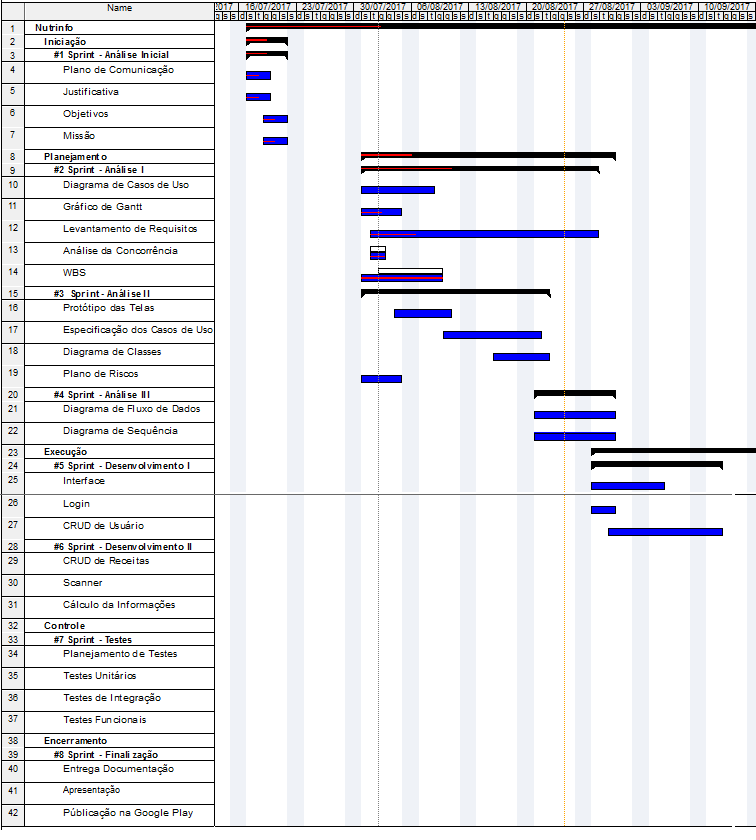 Name
2017 16/07/2017 23/07/2017 30/07/2017 06/08/2017 13/08/2017 20/08/2017 27/08/2017 03/09/2017 10/09/2017
q s s d s t q q s s d s t q q s s d s t q q s s d s t q q s s d s t q q s s d s t q q s s d s t q q s s d s t q q s s d s t q q s s
1 Nutrinfo
2 Iniciação
3 #1 Sprint - Análise Inicial
4 Plano de Comunicação
5 Justificativa
6 Objetivos
7 Missão
8 Planejamento
9 #2 Sprint - Análise I
10 Diagrama de Casos de Uso
11 Gráfico de Gantt
12 Levantamento de Requisitos
13 Análise da Concorrência
14 WBS
15 #3 Sprint - Análise II
16 Protótipo das Telas
17 Especificação dos Casos de Uso
18 Diagrama de Classes
19 Plano de Riscos
20 #4 Sprint - Análise III
21 Diagrama de Fluxo de Dados
22 Diagrama de Sequência
23 Execução
24 #5 Sprint - Desenvolvimento I
25 Interface
26 Login
27 CRUD de Usuário
28 #6 Sprint - Desenvolvimento II
29 CRUD de Receitas
30 Scanner
31 Cálculo da Informações
32 Controle
33 #7 Sprint - Testes
34 Planejamento de Testes
35 Testes Unitários
36 Testes de Integração
37 Testes Funcionais
38 Encerramento
39 #8 Sprint - Finalização
40 Entrega Documentação
41 Apresentação
42 Públicação na Google Play